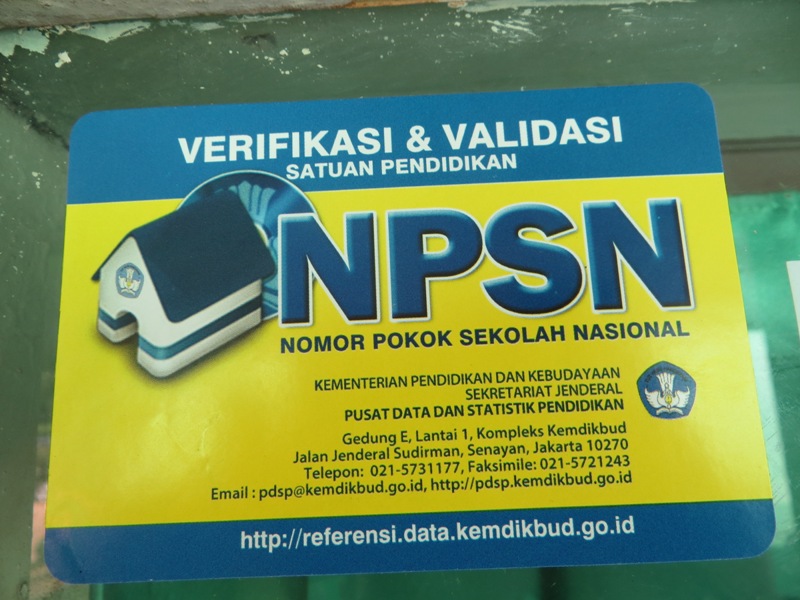 VERIFIKASI & VALIDASI
SATUAN PENDIDIKAN
NPSN
NOMOR POKOK SEKOLAH NASIONAL
KEMENTERIAN PENDIDIKAN DAN KEBUDAYAAN
SEKRETARIAT JENDERAL
PUSAT DATA DAN STATISTIK PENDIDIKAN
Gedung E, Lantai 1, Kompleks Kemdikbud
Jalan Jenderal Sudirman, Senayan, Jakarta 10270
Telepon: 021-5731177, Faksimile: 021-5721243
Email : pdsp@kemdikbud.go.id, http://pdsp.kemdikbud.go.id
http://referensi.data.kemdikbud.go.id